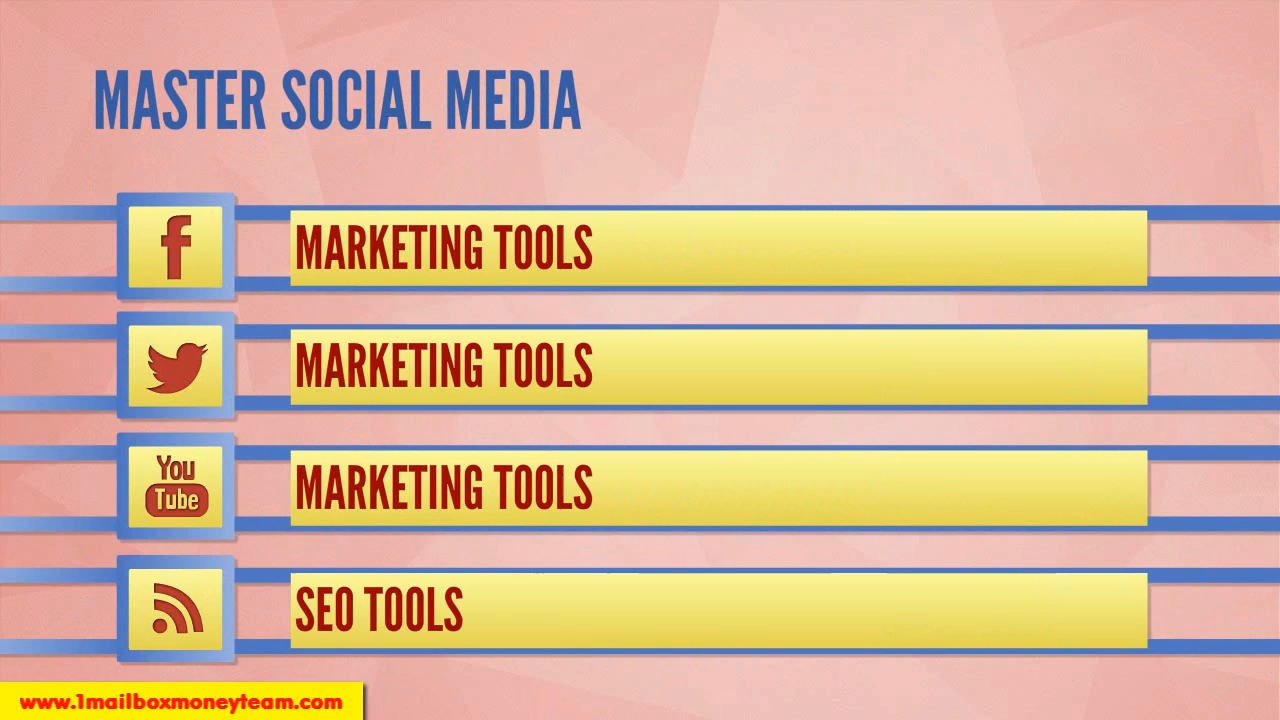 MASTER SOCIAL MEDIA
f
MARKETING TOOLS
MARKETING TOOLS
You
Tube
MARKETING TOOLS
SEO TOOLS
www.1mailboxmoneyteam.com